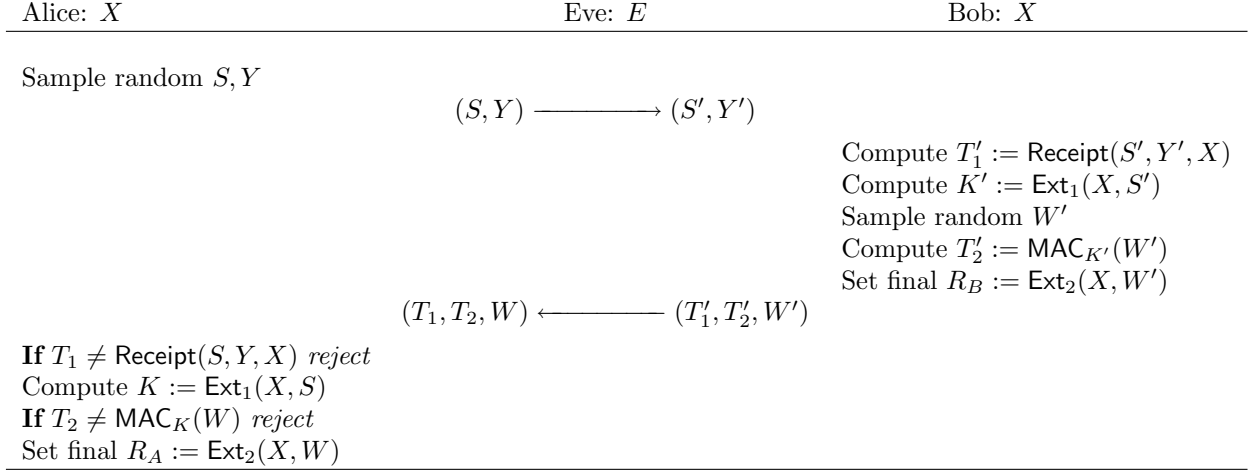 Alice: X Eve: E Bob: X
Sample random S, Y
(S, Y) ⟶ (S′, Y′)
Compute T′₁ := Receipt(S′, Y′, X)
Compute K′ := Ext₁(X, S′)
Sample random W′
Compute T′₂ := MAC_K′(W′)
Set final R_B := Ext₂(X, W′)
(T₁, T₂, W) ⟵ (T′₁, T′₂, W′)
If T₁ ≠ Receipt(S, Y, X) reject
Compute K := Ext₁(X, S)
If T₂ ≠ MAC_K(W) reject
Set final R_A := Ext₂(X, W)